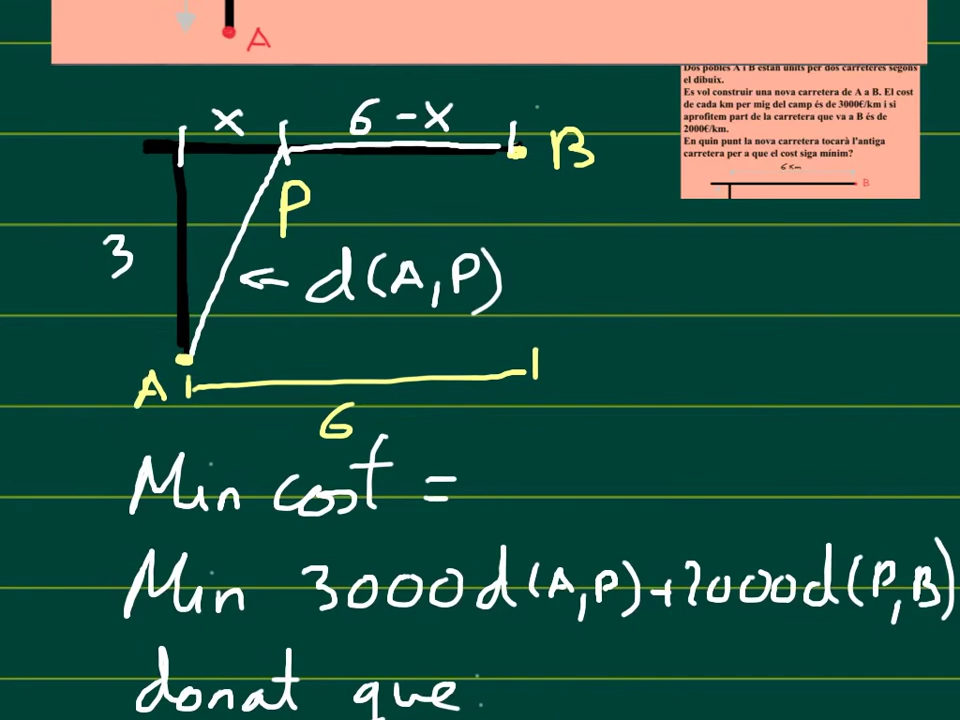 A
Dos pobles A i B estan units per dos carreteres segons
el dibuix.
Es vol construir una nova carretera de A a B. El cost
de cada km per mig del camp és de 3000€/km i si
aprofitem part de la carretera que va a B és de
2000€/km.
En quin punt la nova carretera tocarà l'antiga
carretera per a que el cost siga mínim?
6 km
B
x 6-x
B
P
3
d(A,P)
A
6
Min cost =
Min 3000d(A,P)+2000d(P,B)
donat que